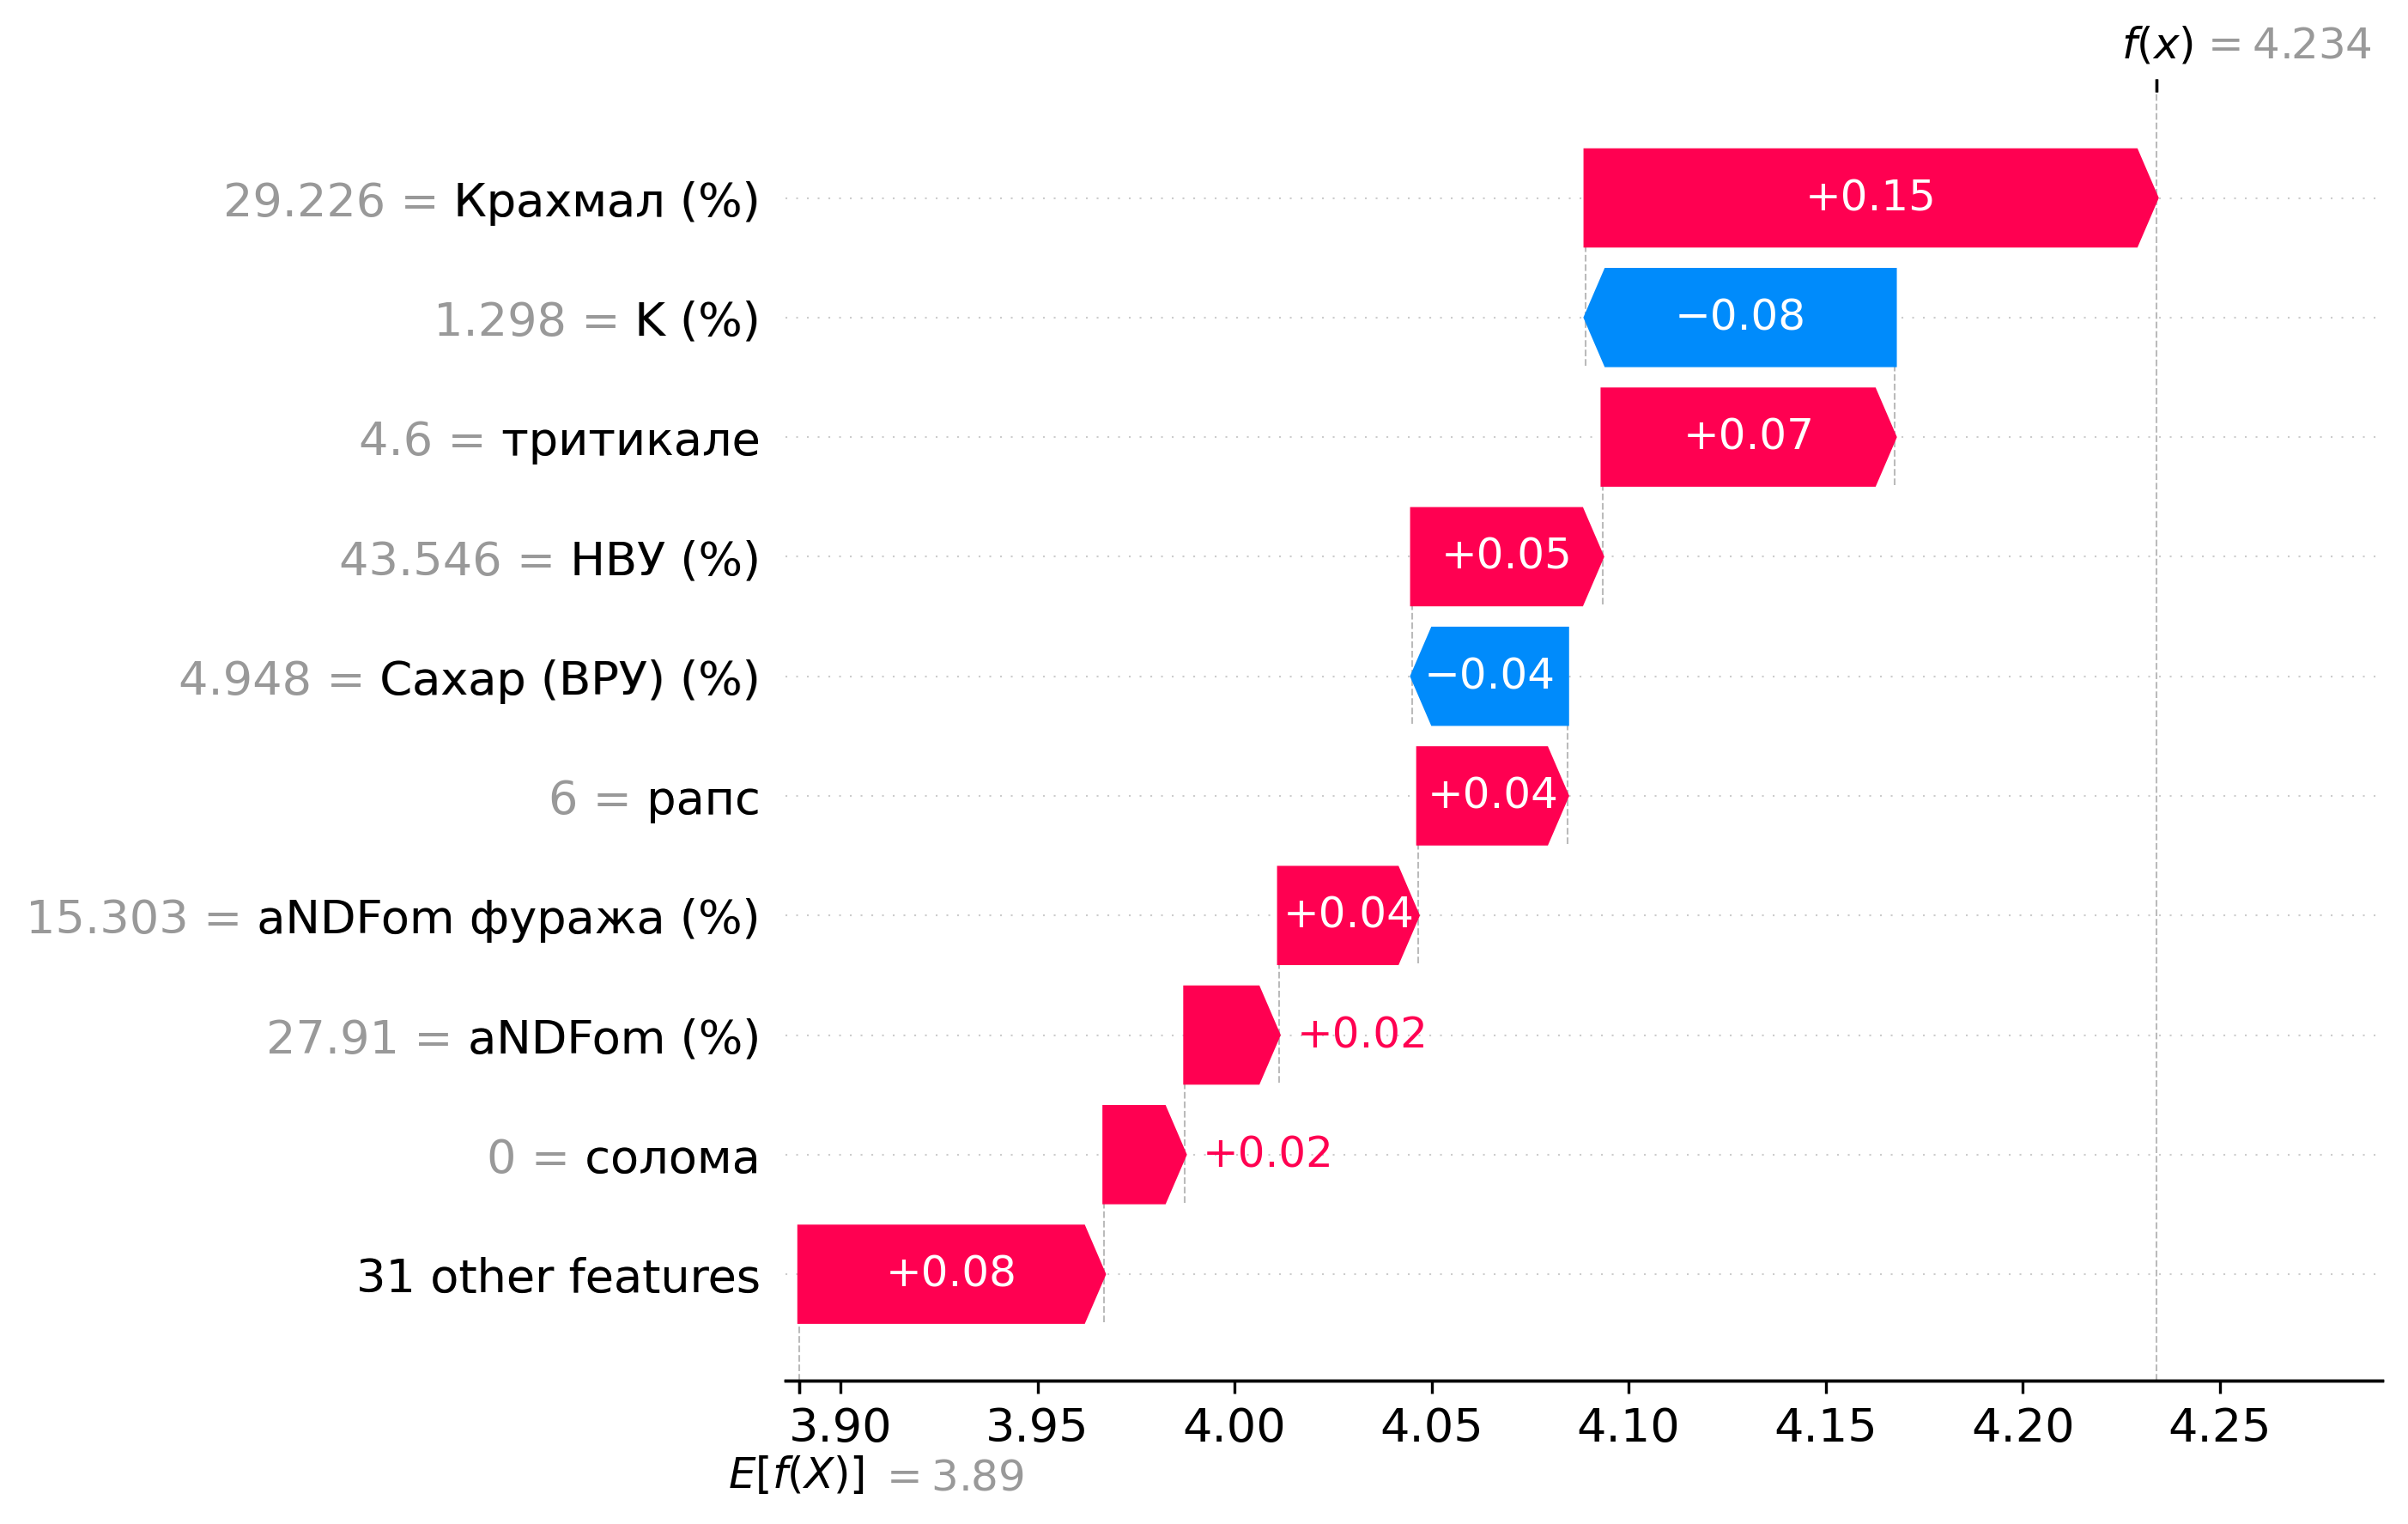 f(x) = 4.234
29.226 = Крахмал (%)
+0.15
1.298 = K (%)
−0.08
4.6 = тритикале
+0.07
43.546 = НВУ (%)
+0.05
4.948 = Сахар (ВРУ) (%)
−0.04
6 = рапс
+0.04
15.303 = aNDFom фуража (%)
+0.04
27.91 = aNDFom (%)
+0.02
0 = солома
+0.02
31 other features
+0.08
3.90 3.95 4.00 4.05 4.10 4.15 4.20 4.25
E[f(X)] = 3.89